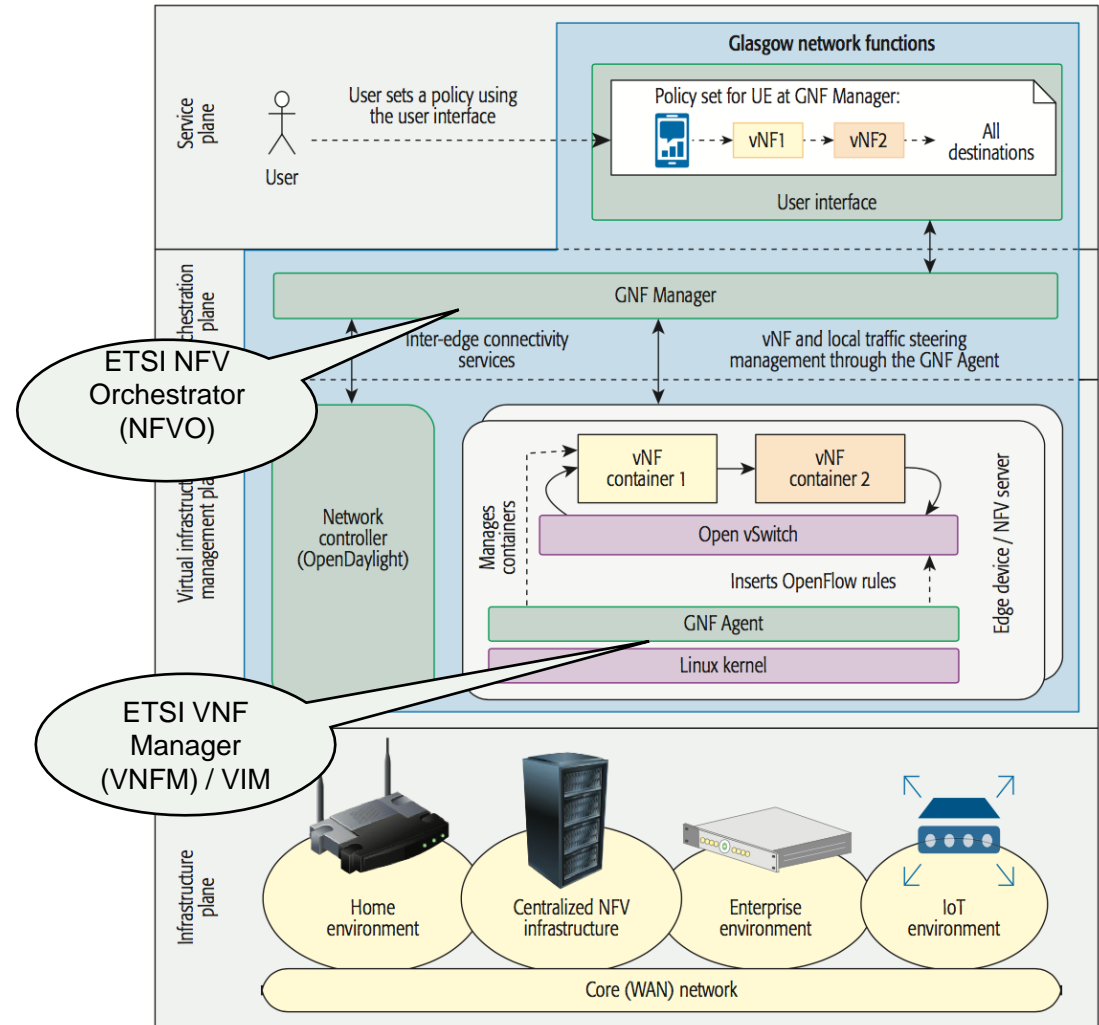 Glasgow network functions
Service
plane
User sets a policy using
the user interface
User
Policy set for UE at GNF Manager:
vNF1
vNF2
All
destinations
User interface
chestration
plane
GNF Manager
Inter-edge connectivity
services
vNF and local traffic steering
management through the GNF Agent
ETSI NFV
Orchestrator
(NFVO)
Virtual infrastruct
management pla
Network
controller
(OpenDaylight)
Manages
containers
vNF
container 1
vNF
container 2
Open vSwitch
Inserts OpenFlow rules
GNF Agent
Linux kernel
Edge device / NFV server
ETSI VNF
Manager
(VNFM) / VIM
Infrastructure
plane
Home
environment
Centralized NFV
infrastructure
Enterprise
environment
IoT
environment
Core (WAN) network